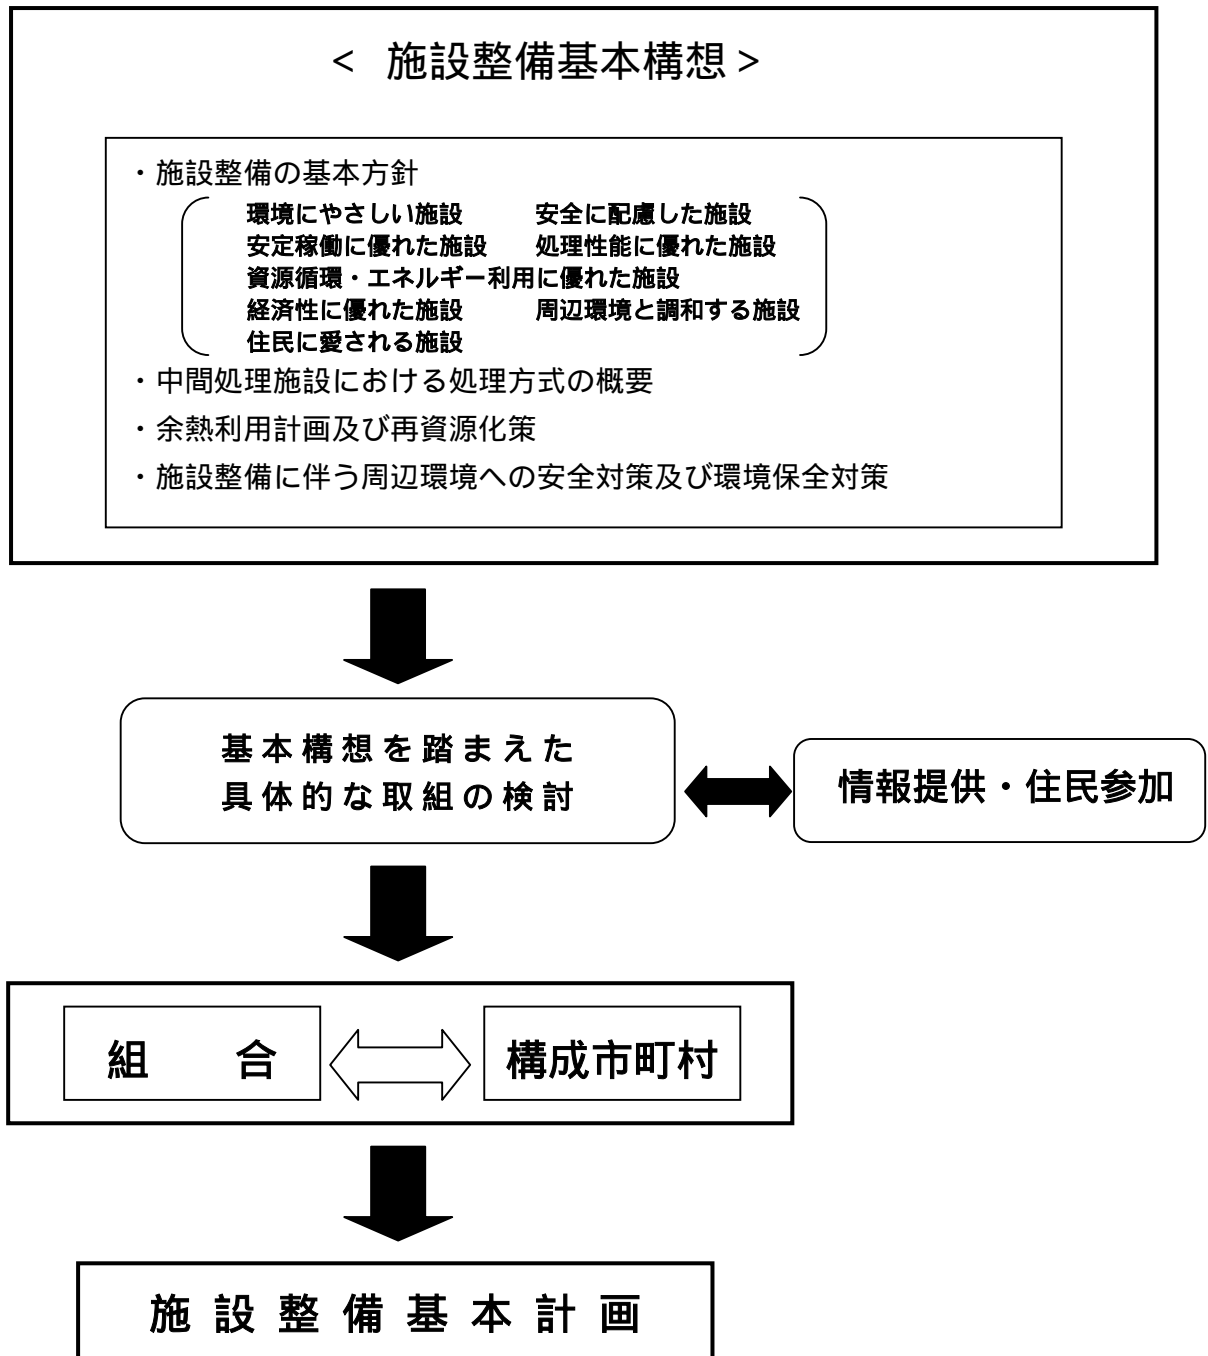 < 施設整備基本構想>
・施設整備の基本方針
環境にやさしい施設 安全に配慮した施設
安定稼働に優れた施設 処理性能に優れた施設
資源循環・エネルギー利用に優れた施設
経済性に優れた施設 周辺環境と調和する施設
住民に愛される施設
・中間処理施設における処理方式の概要
・余熱利用計画及び再資源化策
・施設整備に伴う周辺環境への安全対策及び環境保全対策
基本構想を踏まえた
具体的な取組の検討
情報提供・住民参加
組 合
構成市町村
施設整備基本計画